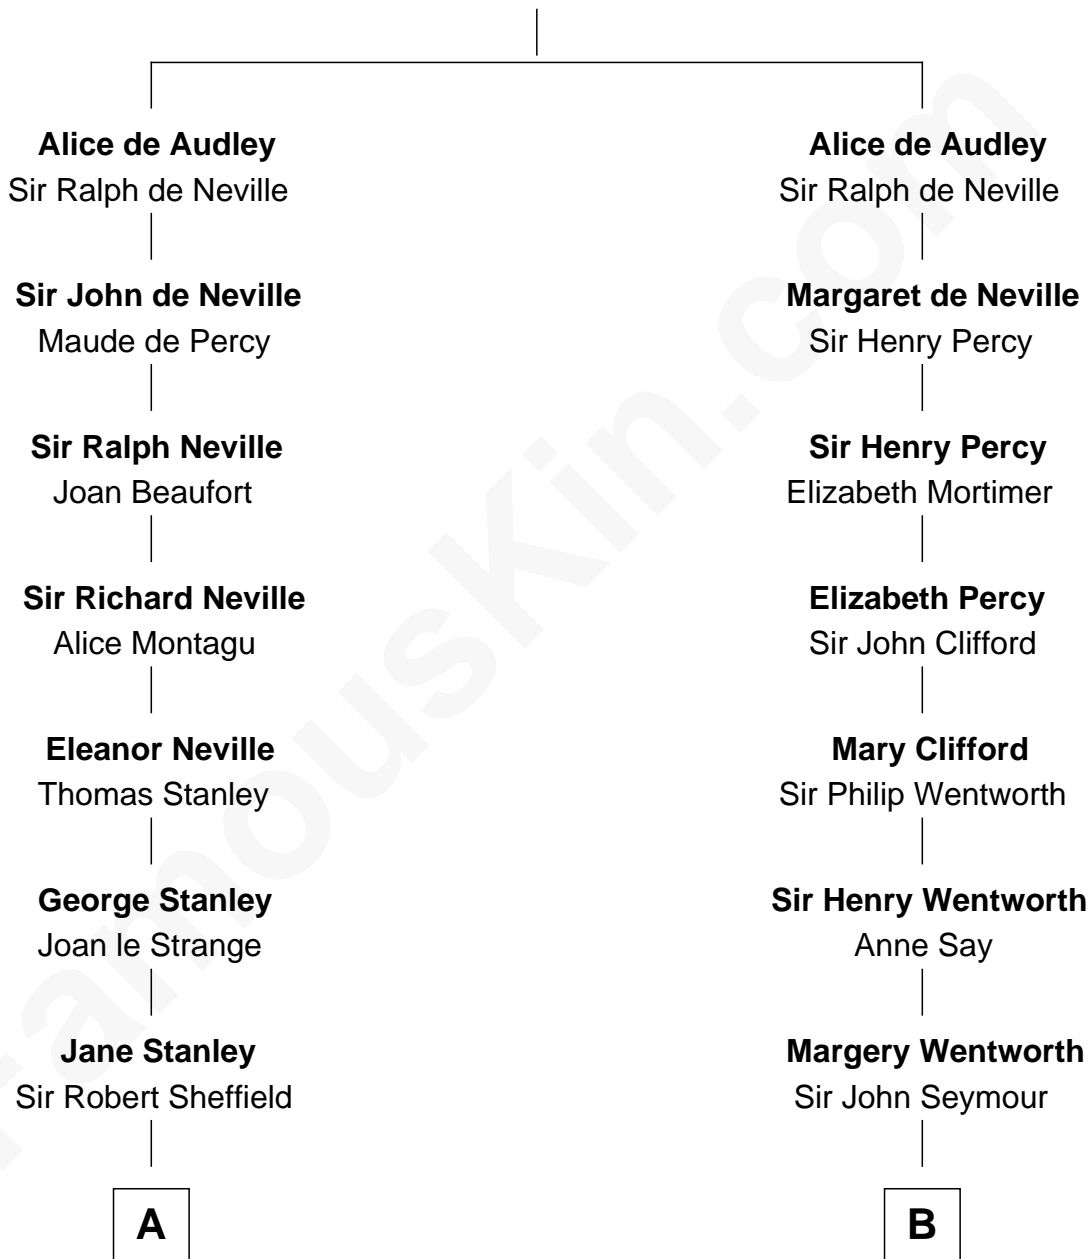 Alice de Audley
Sir Ralph de Neville
Sir John de Neville
Maude de Percy
Sir Ralph Neville
Joan Beaufort
Sir Richard Neville
Alice Montagu
Eleanor Neville
Thomas Stanley
George Stanley
Joan le Strange
Jane Stanley
Sir Robert Sheffield
A
Alice de Audley
Sir Ralph de Neville
Margaret de Neville
Sir Henry Percy
Sir Henry Percy
Elizabeth Mortimer
Elizabeth Percy
Sir John Clifford
Mary Clifford
Sir Philip Wentworth
Sir Henry Wentworth
Anne Say
Margery Wentworth
Sir John Seymour
B
FamousKin.com